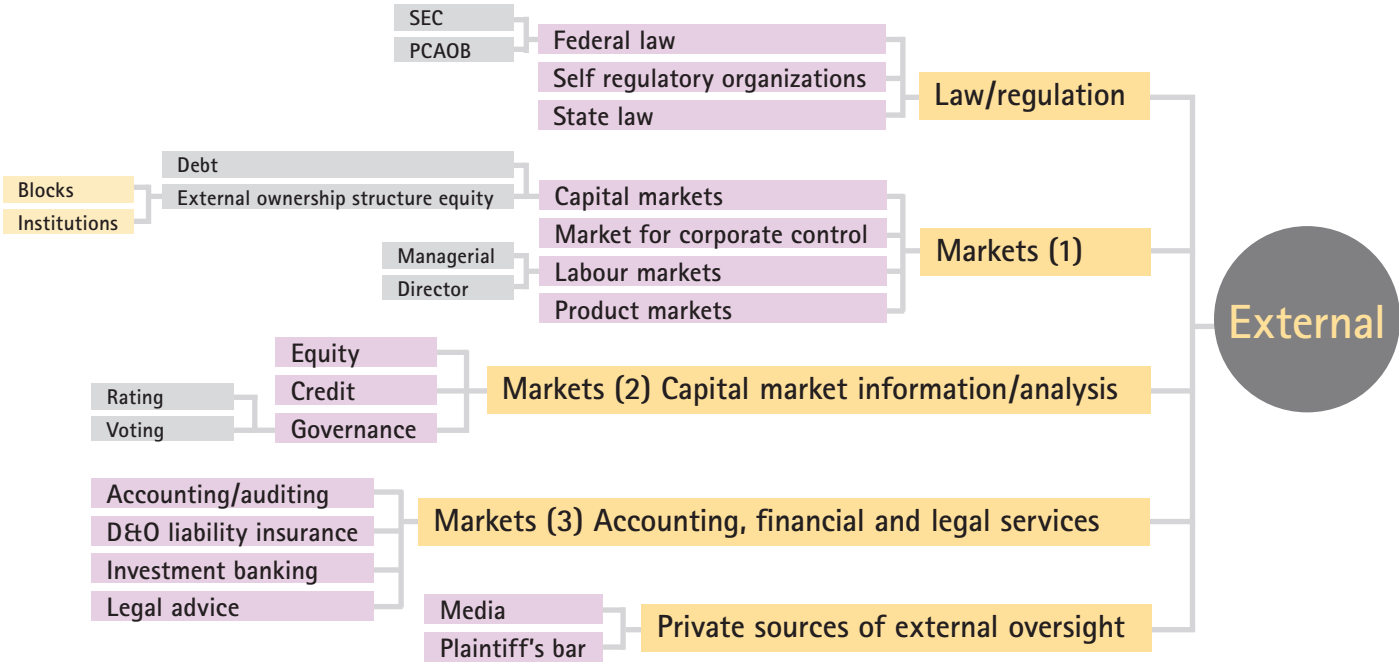 SEC
PCAOB
Federal law
Self regulatory organizations
State law
Law/regulation
Debt
External ownership structure equity
Blocks
Institutions
Capital markets
Market for corporate control
Labour markets
Product markets
Managerial
Director
Markets (1)
External
Equity
Credit
Governance
Rating
Voting
Markets (2) Capital market information/analysis
Accounting/auditing
D&O liability insurance
Investment banking
Legal advice
Markets (3) Accounting, financial and legal services
Media
Plaintiff's bar
Private sources of external oversight